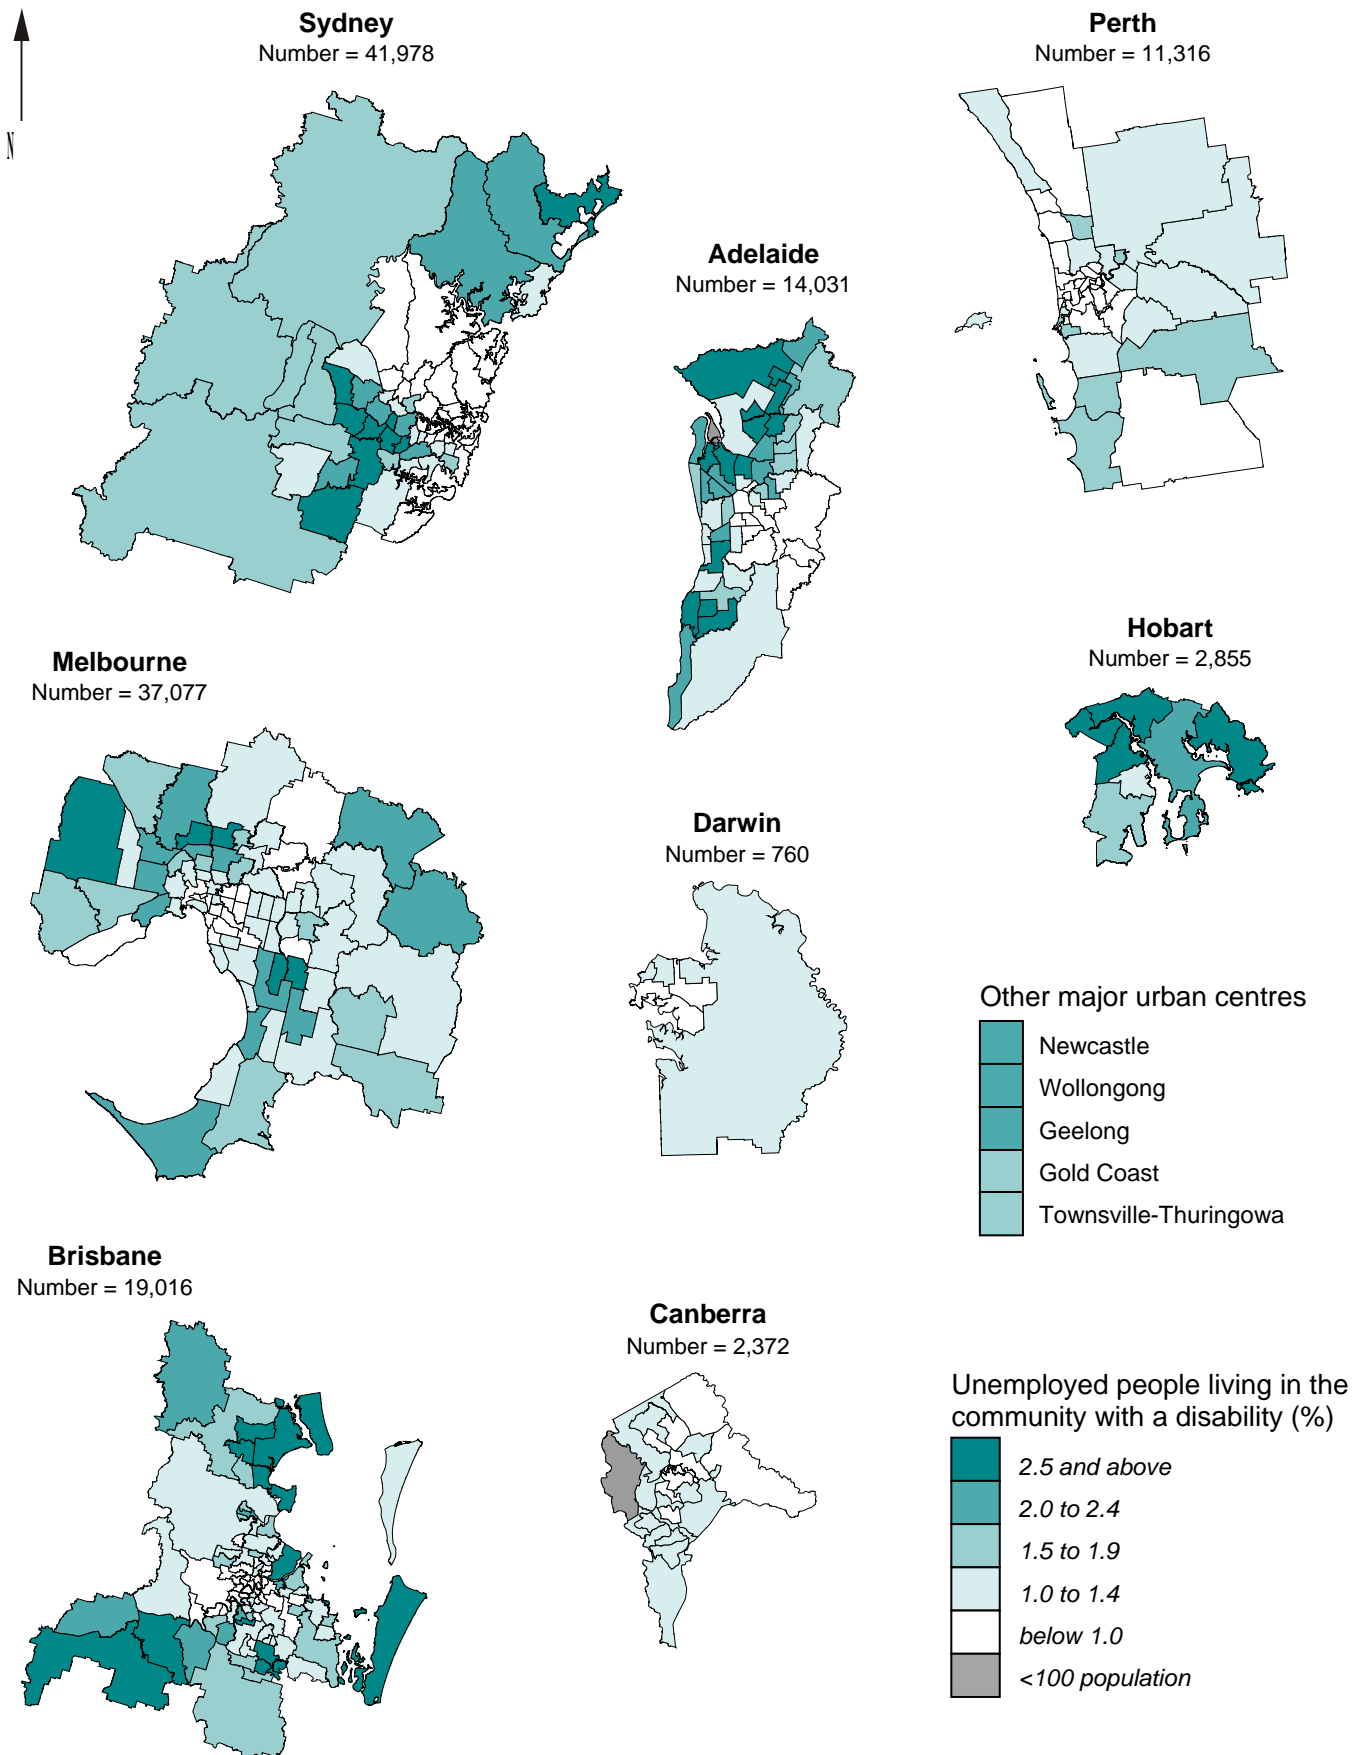 Sydney
Number = 41,978
Perth
Number = 11,316
N
Adelaide
Number = 14,031
Hobart
Number = 2,855
Melbourne
Number = 37,077
Darwin
Number = 760
Other major urban centres
Newcastle
Wollongong
Geelong
Gold Coast
Townsville-Thuringowa
Brisbane
Number = 19,016
Canberra
Number = 2,372
Unemployed people living in the
community with a disability (%)
2.5 and above
2.0 to 2.4
1.5 to 1.9
1.0 to 1.4
below 1.0
<100 population